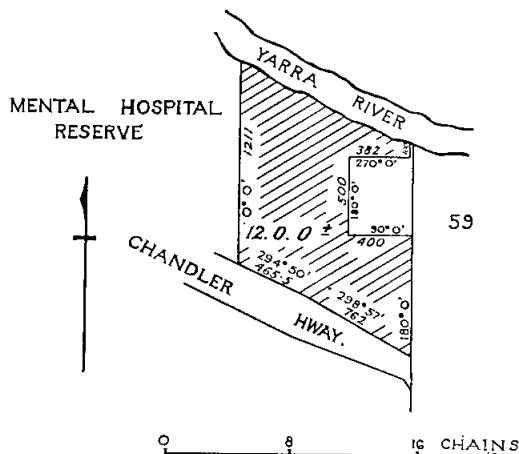 YARRA RIVER
MENTAL HOSPITAL
RESERVE
1211
0° 0'
382
270° 0'
500
180° 0'
90° 0'
400
59
12. 0. 0 ±
CHANDLER HWAY.
294° 50'
465·5
298° 57'
762
180° 0'
0 8 16 CHAINS